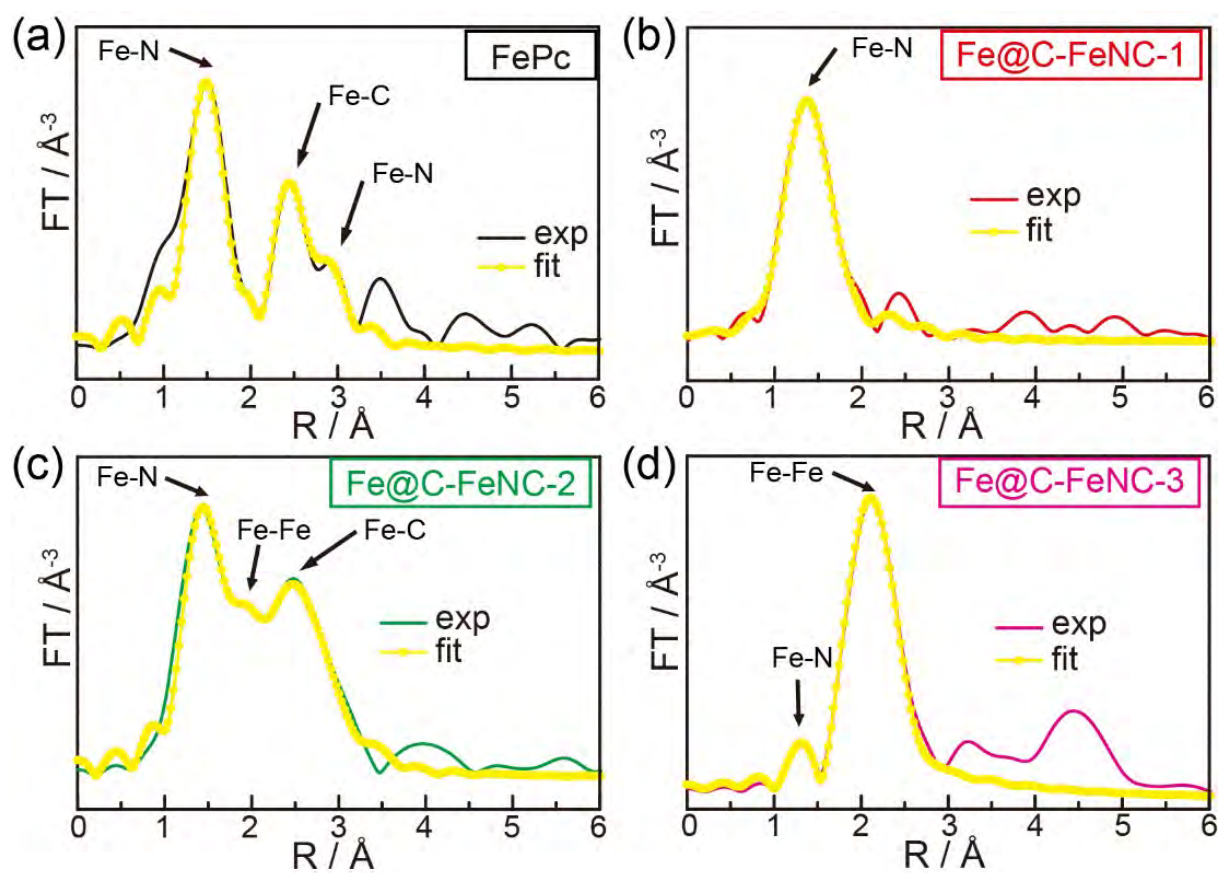 (a)
FePc
Fe-N
Fe-C
Fe-N
exp
fit
FT / Å⁻³
0 1 2 3 4 5 6
R / Å
(b)
Fe@C-FeNC-1
Fe-N
exp
fit
FT / Å⁻³
0 1 2 3 4 5 6
R / Å
(c)
Fe@C-FeNC-2
Fe-N
Fe-Fe
Fe-C
exp
fit
FT / Å⁻³
0 1 2 3 4 5 6
R / Å
(d)
Fe@C-FeNC-3
Fe-Fe
Fe-N
exp
fit
FT / Å⁻³
0 1 2 3 4 5 6
R / Å